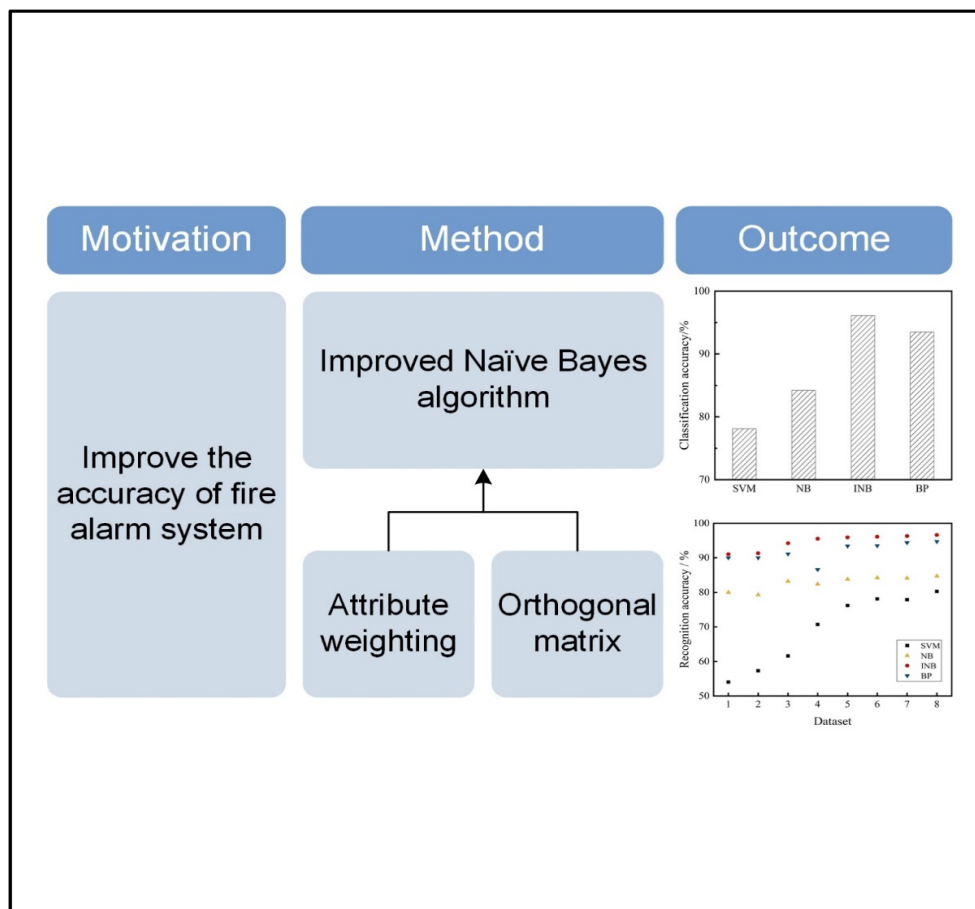 Motivation
Method
Outcome
Improve the
accuracy of fire
alarm system
Improved Naïve Bayes
algorithm
Attribute
weighting
Orthogonal
matrix
Classification accuracy/%
100
90
80
70
SVM NB INB BP
Recognition accuracy / %
100
90
80
70
60
50
SVM
NB
INB
BP
1 2 3 4 5 6 7 8
Dataset